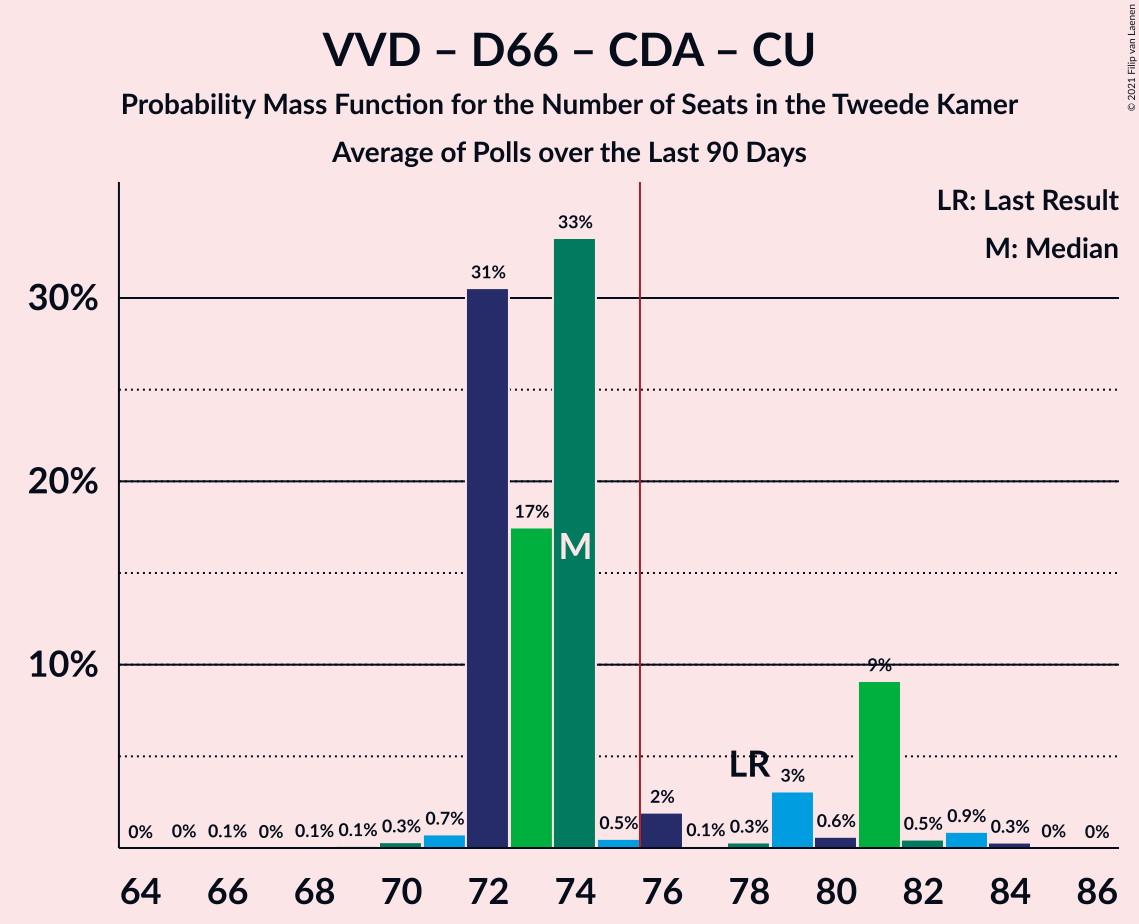 VVD – D66 – CDA – CU
Probability Mass Function for the Number of Seats in the Tweede Kamer
Average of Polls over the Last 90 Days
© 2021 Filip van Laenen
LR: Last Result
M: Median
30%
20%
10%
0% 0% 0.1% 0% 0.1% 0.1% 0.3% 0.7% 31% 17% 33% 0.5% 2% 0.1% 0.3% 3% 0.6% 9% 0.5% 0.9% 0.3% 0% 0%
M
LR
64 66 68 70 72 74 76 78 80 82 84 86